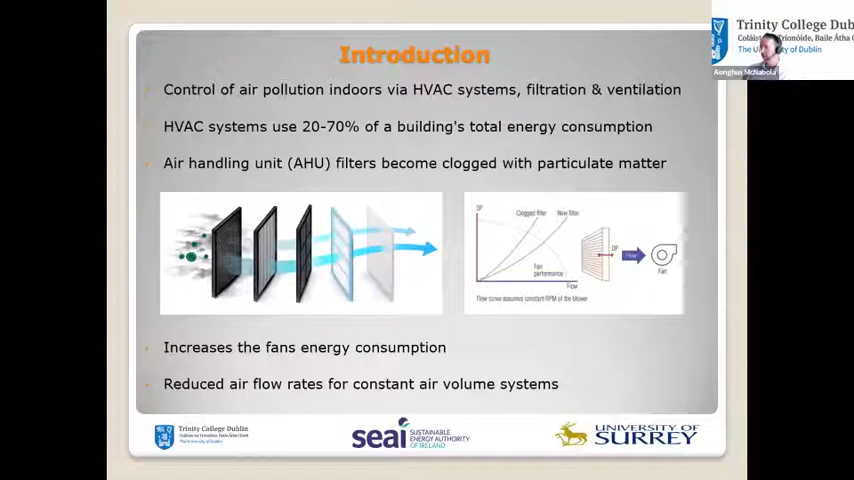 Introduction
Control of air pollution indoors via HVAC systems, filtration & ventilation
HVAC systems use 20-70% of a building's total energy consumption
Air handling unit (AHU) filters become clogged with particulate matter
DP
Clogged filter
New filter
Fan
performance
Flow
Flow curve assumes constant RPM of the blower
DP
Flow
Fan
Increases the fans energy consumption
Reduced air flow rates for constant air volume systems
Trinity College Dublin
Coláiste na Tríonóide, Baile Átha Cliath
The University of Dublin
seai
SUSTAINABLE
ENERGY AUTHORITY
OF IRELAND
UNIVERSITY OF
SURREY
Trinity College Dub
Coláis
Tríonóide, Baile Átha C
The U
of Dublin
Aonghus McNabola